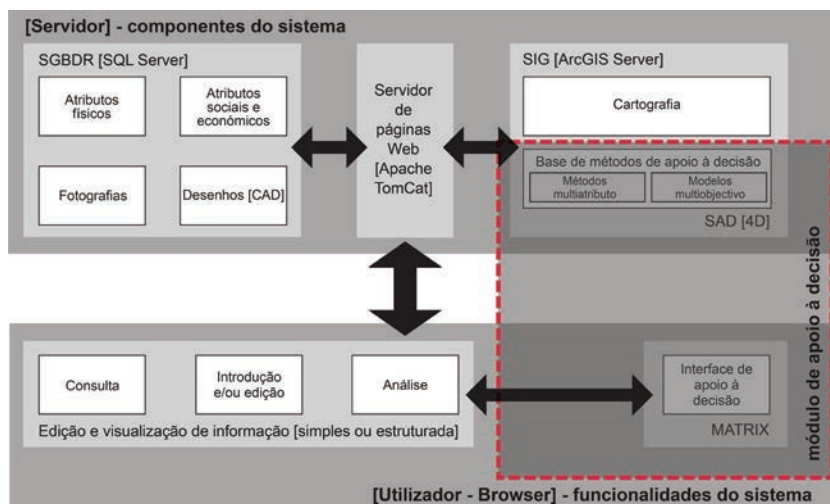 [Servidor] - componentes do sistema
SGBDR [SQL Server]
Atributos
físicos
Atributos
sociais e
económicos
Fotografias
Desenhos [CAD]
Servidor
de
páginas
Web
[Apache
TomCat]
SIG [ArcGIS Server]
Cartografia
Base de métodos de apoio à decisão
Métodos
multiatributo
Modelos
multiobjectivo
SAD [4D]
módulo de apoio à decisão
Consulta
Introdução
e/ou edição
Análise
Edição e visualização de informação [simples ou estruturada]
Interface de
apoio à
decisão
MATRIX
[Utilizador - Browser] - funcionalidades do sistema